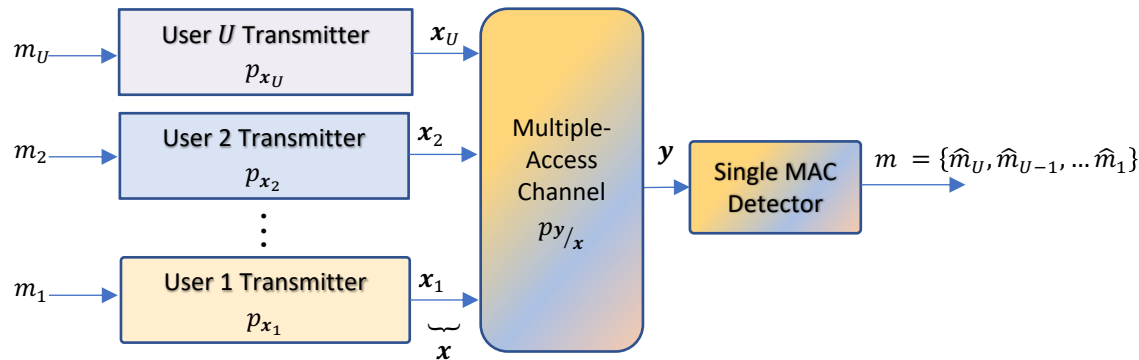 m_U
User U Transmitter
p_{x_U}
x_U
m_2
User 2 Transmitter
p_{x_2}
x_2
⋮
m_1
User 1 Transmitter
p_{x_1}
x_1
x
Multiple-
Access
Channel
p_{y/x}
y
Single MAC
Detector
m = {m̂_U, m̂_{U−1}, … m̂_1}